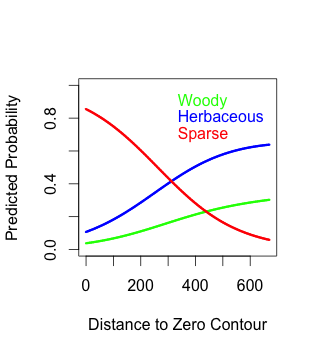 Woody
Herbaceous
Sparse
Predicted Probability
0.0
0.4
0.8
0
200
400
600
Distance to Zero Contour